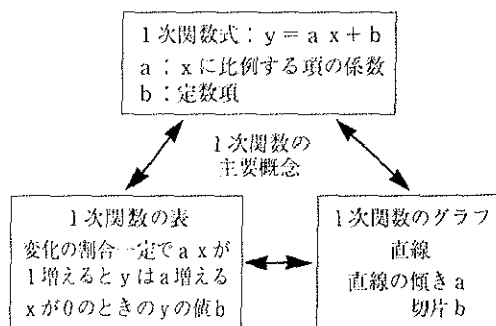 1次関数式：y＝a x＋b
a：xに比例する項の係数
b：定数項
1次関数の
主要概念
1次関数の表
変化の割合一定でa xが
1増えるとyはa増える
xが0のときのyの値b
1次関数のグラフ
直線
直線の傾きa
切片b